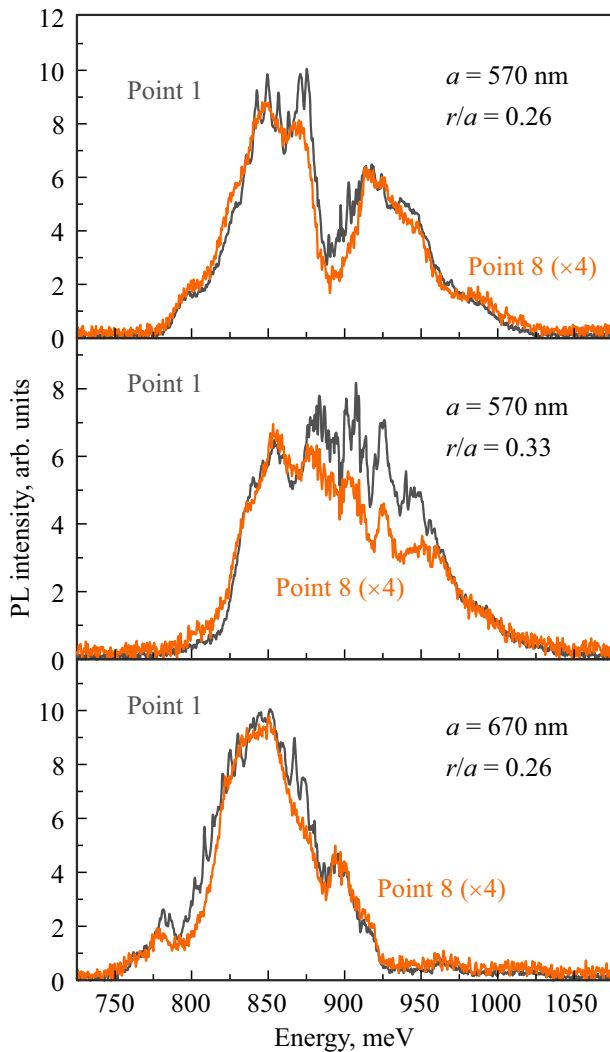 12
10
8
6
4
2
0
Point 1
a = 570 nm
r/a = 0.26
Point 8 (×4)
8
6
4
2
0
Point 1
a = 570 nm
r/a = 0.33
Point 8 (×4)
PL intensity, arb. units
10
8
6
4
2
0
Point 1
a = 670 nm
r/a = 0.26
Point 8 (×4)
750 800 850 900 950 1000 1050
Energy, meV